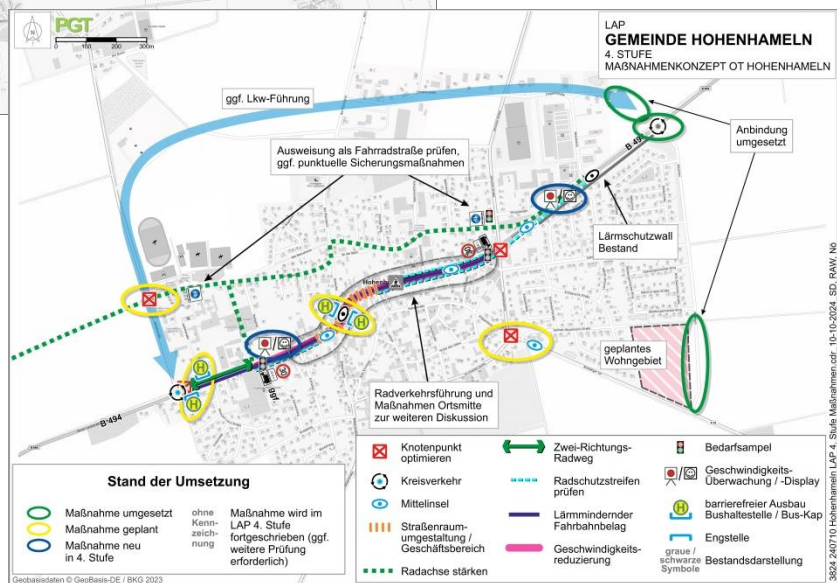 PGT
0 100 200 300m
LAP
GEMEINDE HOHENHAMELN
4. STUFE
MAßNAHMENKONZEPT OT HOHENHAMELN
ggf. Lkw-Führung
Ausweisung als Fahrradstraße prüfen,
ggf. punktuelle Sicherungsmaßnahmen
Anbindung
umgesetzt
B 494
Lärmschutzwall
Bestand
geplantes
Wohngebiet
ggf.
Radverkehrsführung und
Maßnahmen Ortsmitte
zur weiteren Diskussion
B 494
Stand der Umsetzung
Maßnahme umgesetzt
Maßnahme geplant
Maßnahme neu
in 4. Stufe
ohne
Kenn-
zeich-
nung
Maßnahme wird im
LAP 4. Stufe
fortgeschrieben (ggf.
weitere Prüfung
erforderlich)
Knotenpunkt
optimieren
Kreisverkehr
Mittelinsel
Straßenraum-
umgestaltung /
Geschäftsbereich
Radachse stärken
Zwei-Richtungs-
Radweg
Radschutzstreifen
prüfen
Lärmmindernder
Fahrbahnbelag
Geschwindigkeits-
reduzierung
Bedarfsampel
Geschwindigkeits-
Überwachung / -Display
H
barrierefreier Ausbau
Bushaltestelle / Bus-Kap
Engstelle
graue /
schwarze
Symbole
Bestandsdarstellung
Geobasisdaten © GeoBasis-DE / BKG 2023
3824 240710 Hohenhameln LAP 4. Stufe Maßnahmen.cdr 10-10-2024 SD, RAW, No